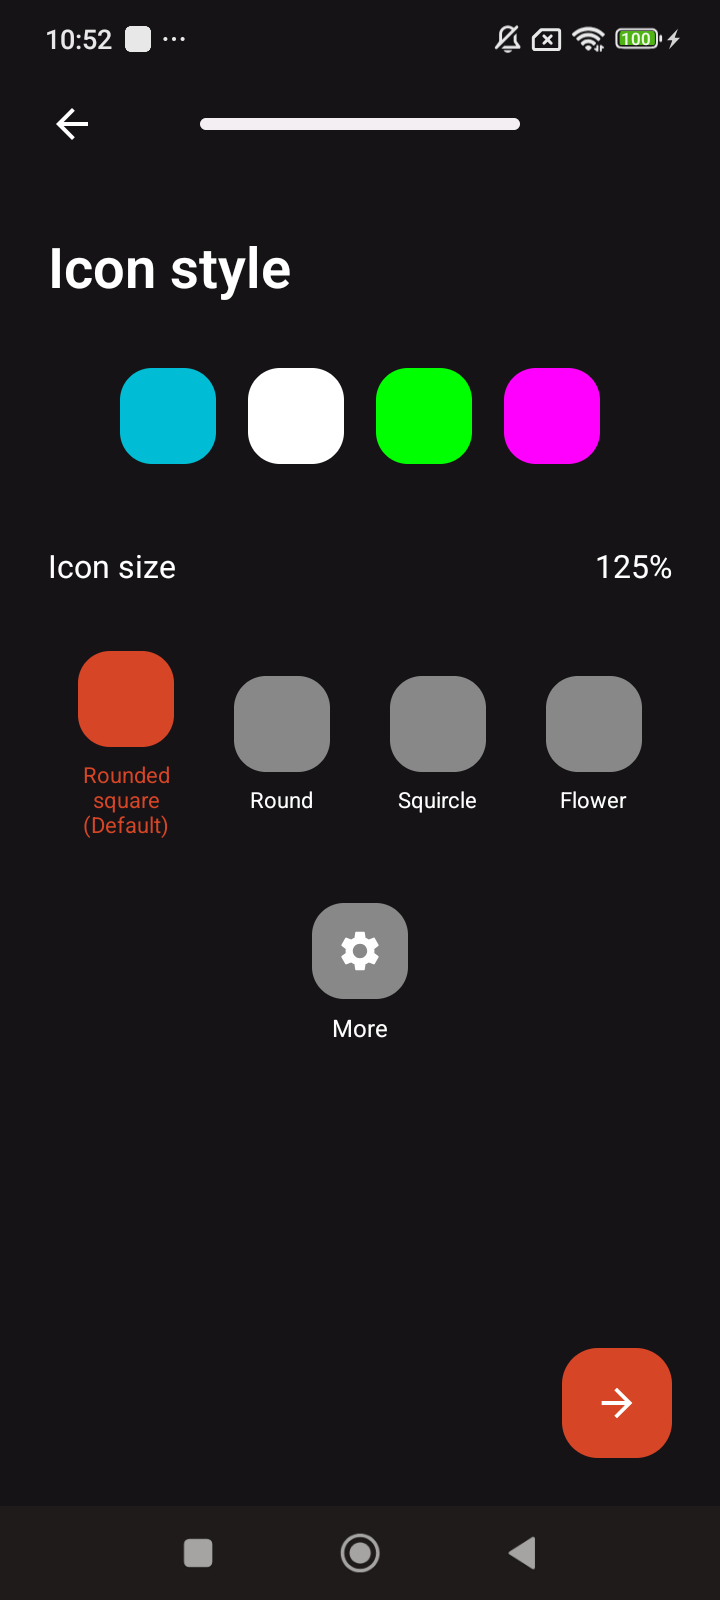 10:52
100
Icon style
Icon size
125%
Rounded
square
(Default)
Round
Squircle
Flower
More